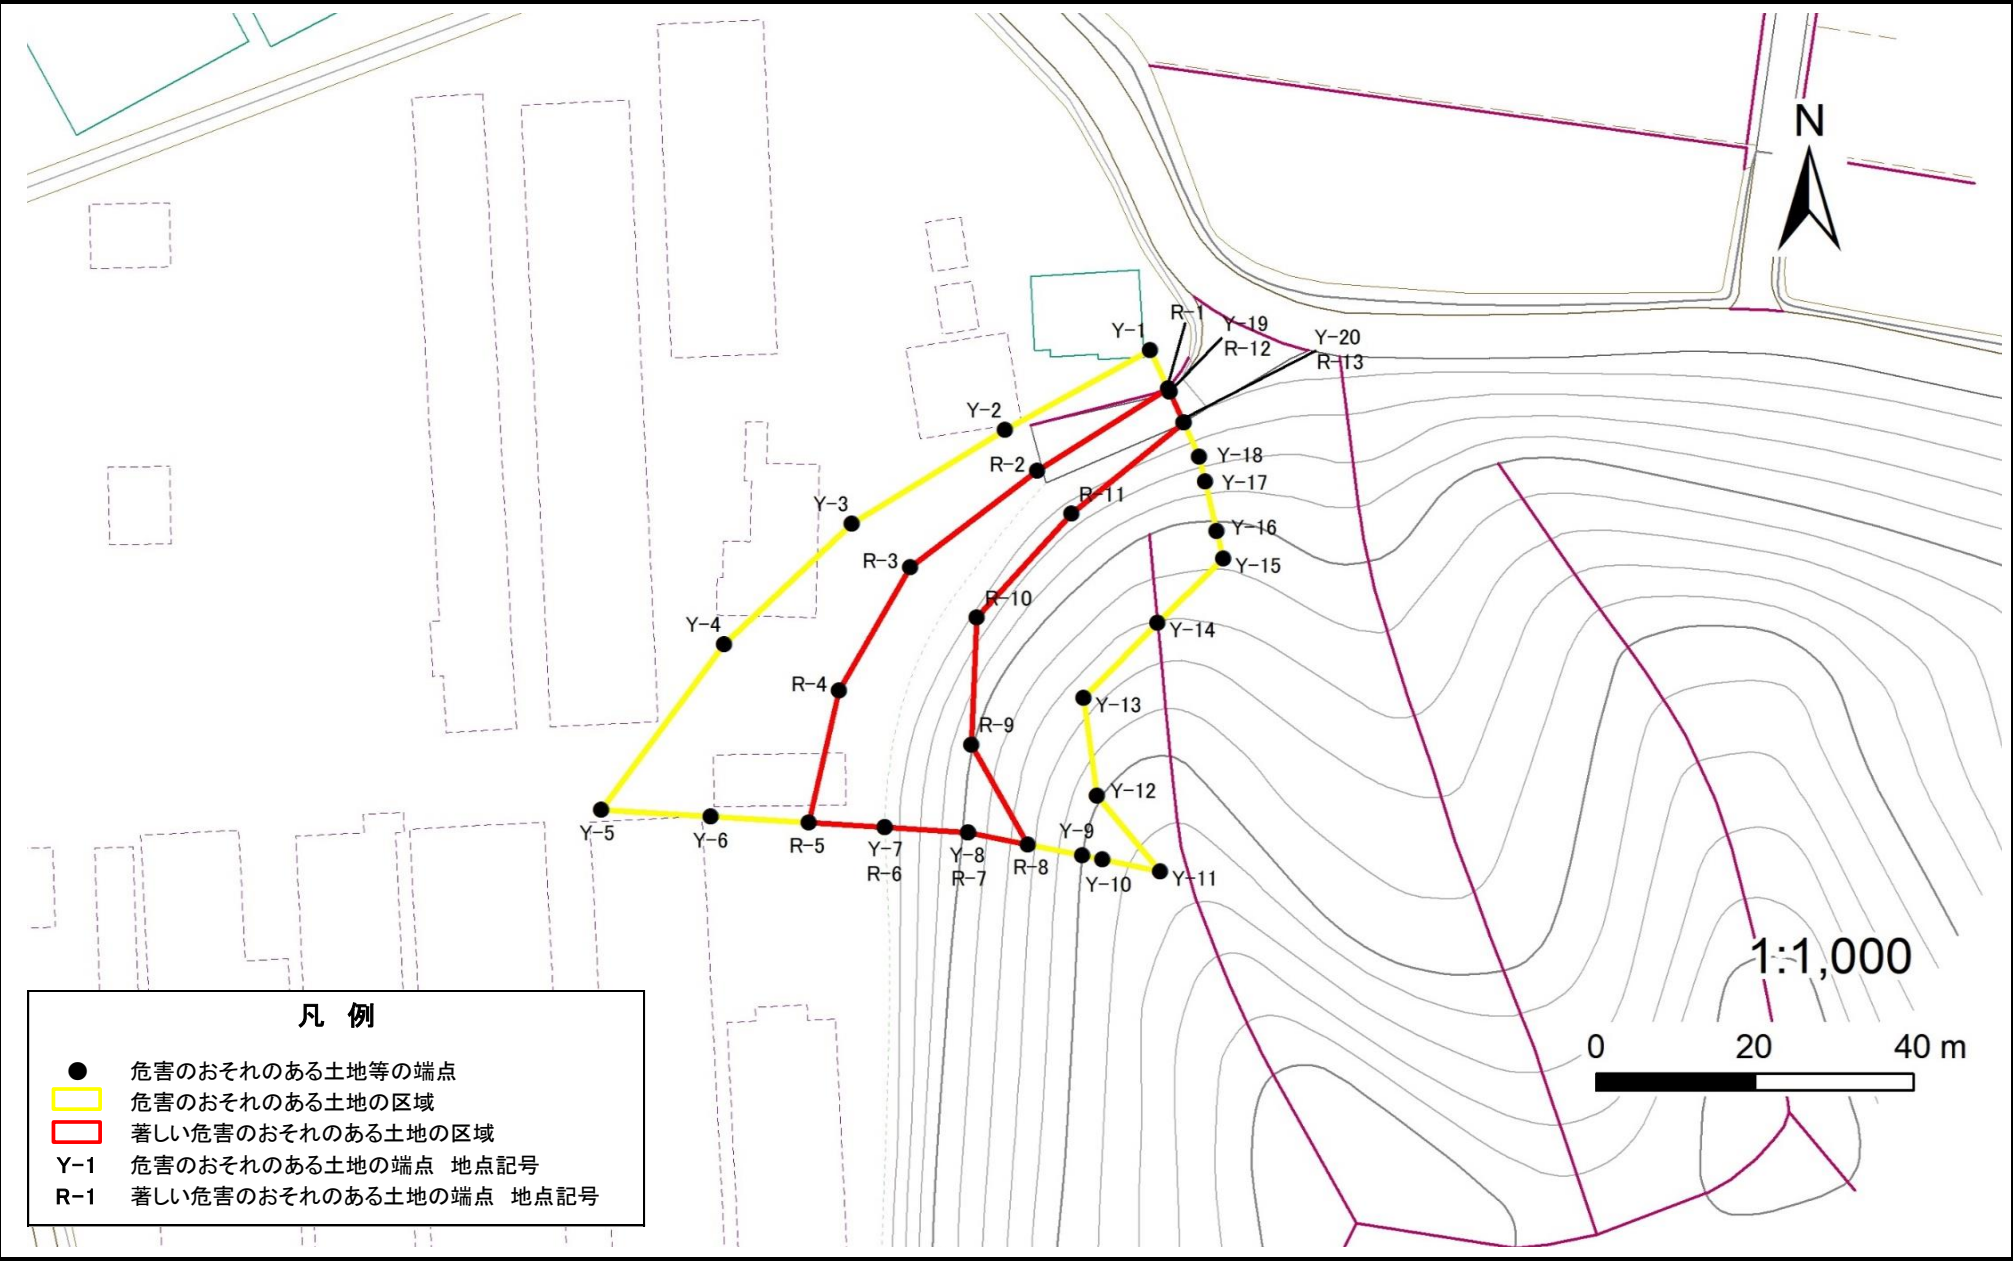 N
R-1
Y-1
Y-19
R-12
Y-20
R-13
Y-2
R-2
Y-18
Y-17
Y-3
R-11
Y-16
R-3
Y-15
R-10
Y-4
Y-14
R-4
Y-13
R-9
Y-12
Y-5
Y-6
R-5
Y-7
R-6
Y-8
R-7
R-8
Y-9
Y-10
Y-11
1:1,000
0 20 40 m
凡 例
危害のおそれのある土地等の端点
危害のおそれのある土地の区域
著しい危害のおそれのある土地の区域
Y-1 危害のおそれのある土地の端点 地点記号
R-1 著しい危害のおそれのある土地の端点 地点記号